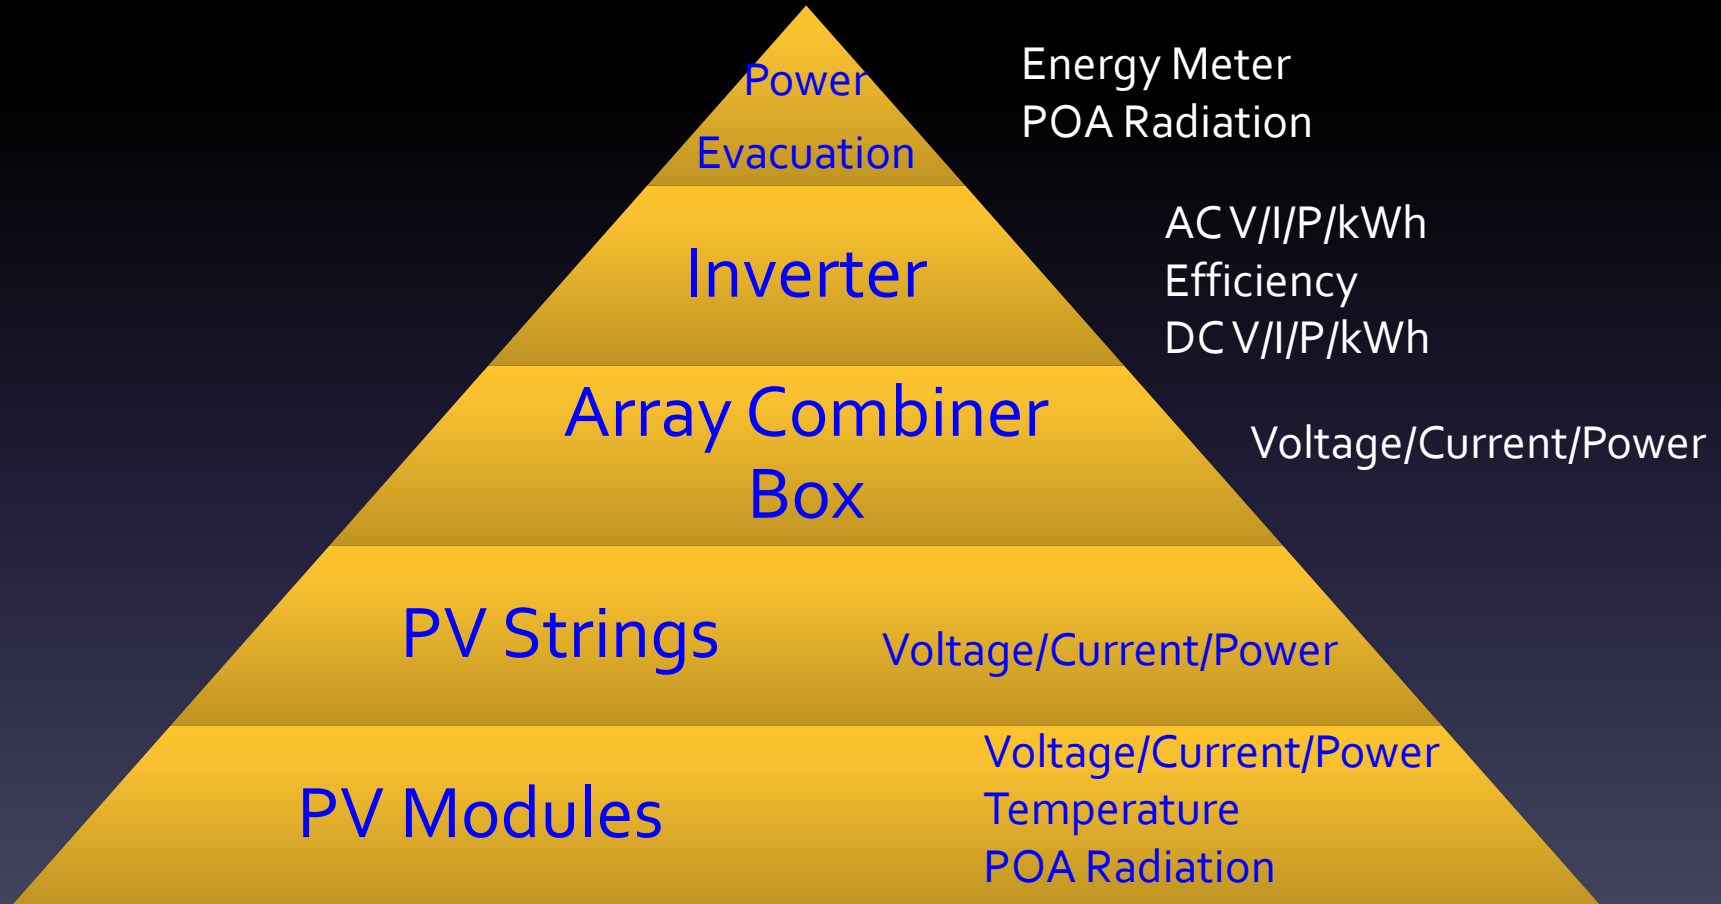 Power
Evacuation
Energy Meter
POA Radiation
Inverter
AC V/I/P/kWh
Efficiency
DC V/I/P/kWh
Array Combiner
Box
Voltage/Current/Power
PV Strings
Voltage/Current/Power
PV Modules
Voltage/Current/Power
Temperature
POA Radiation